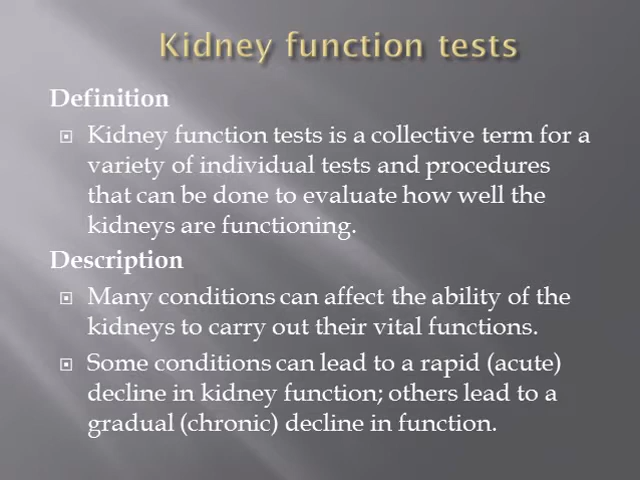 Kidney function tests
Definition
Kidney function tests is a collective term for a
variety of individual tests and procedures
that can be done to evaluate how well the
kidneys are functioning.
Description
Many conditions can affect the ability of the
kidneys to carry out their vital functions.
Some conditions can lead to a rapid (acute)
decline in kidney function; others lead to a
gradual (chronic) decline in function.